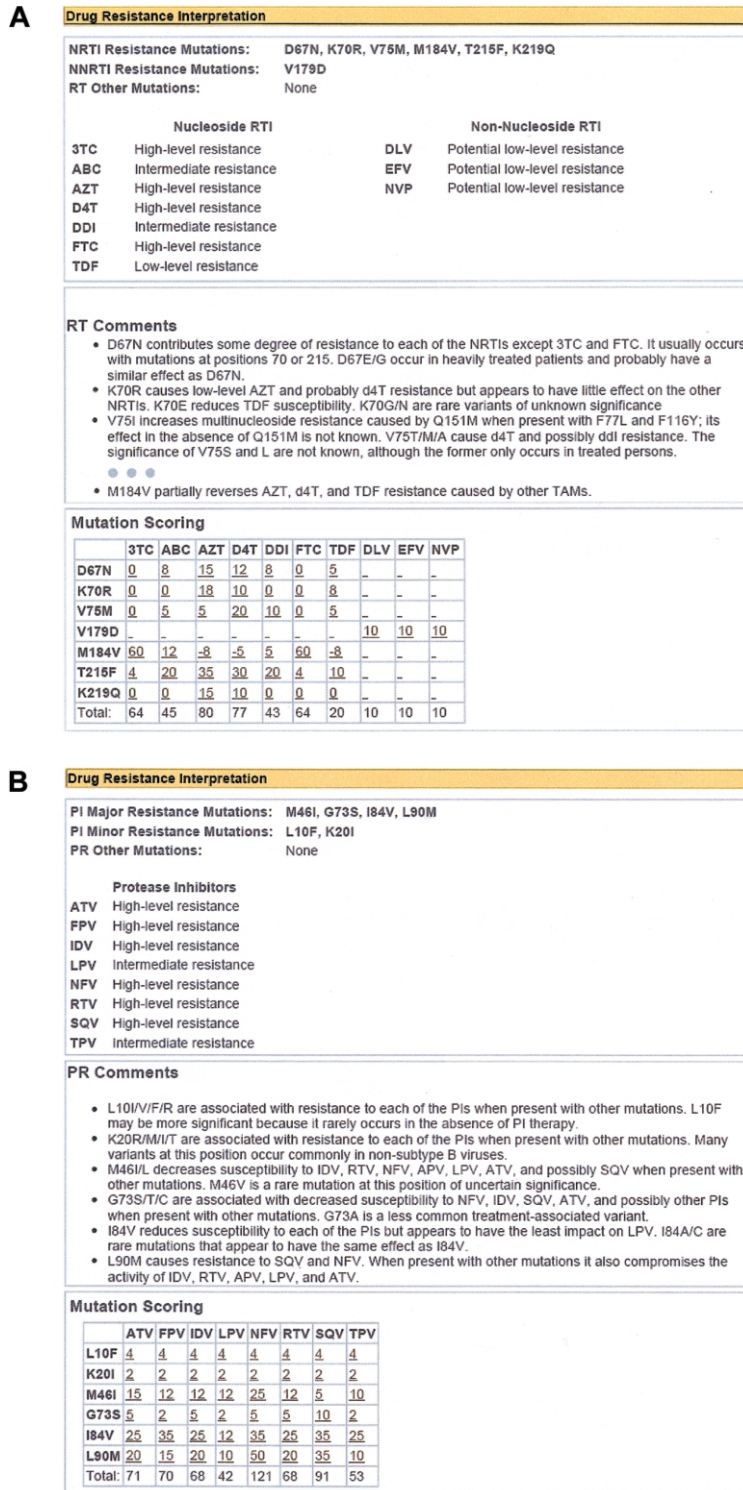 A
Drug Resistance Interpretation
NRTI Resistance Mutations: D67N, K70R, V75M, M184V, T215F, K219Q
NNRTI Resistance Mutations: V179D
RT Other Mutations: None
Nucleoside RTI Non-Nucleoside RTI
3TC High-level resistance DLV Potential low-level resistance
ABC Intermediate resistance EFV Potential low-level resistance
AZT High-level resistance NVP Potential low-level resistance
D4T High-level resistance
DDI Intermediate resistance
FTC High-level resistance
TDF Low-level resistance
RT Comments
• D67N contributes some degree of resistance to each of the NRTIs except 3TC and FTC. It usually occurs
with mutations at positions 70 or 215. D67E/G occur in heavily treated patients and probably have a
similar effect as D67N.
• K70R causes low-level AZT and probably d4T resistance but appears to have little effect on the other
NRTIs. K70E reduces TDF susceptibility. K70G/N are rare variants of unknown significance
• V75I increases multinucleoside resistance caused by Q151M when present with F77L and F116Y; its
effect in the absence of Q151M is not known. V75T/M/A cause d4T and possibly ddI resistance. The
significance of V75S and L are not known, although the former only occurs in treated persons.
• • •
• M184V partially reverses AZT, d4T, and TDF resistance caused by other TAMs.
Mutation Scoring
3TC ABC AZT D4T DDI FTC TDF DLV EFV NVP
D67N 0 8 15 12 8 0 5 _ _ _
K70R 0 0 18 10 0 0 8 _ _ _
V75M 0 5 5 20 10 0 5 _ _ _
V179D _ _ _ _ _ _ _ 10 10 10
M184V 60 12 -8 -5 5 60 -8 _ _ _
T215F 4 20 35 30 20 4 10 _ _ _
K219Q 0 0 15 10 0 0 0 _ _ _
Total: 64 45 80 77 43 64 20 10 10 10
B
Drug Resistance Interpretation
PI Major Resistance Mutations: M46I, G73S, I84V, L90M
PI Minor Resistance Mutations: L10F, K20I
PR Other Mutations: None
Protease Inhibitors
ATV High-level resistance
FPV High-level resistance
IDV High-level resistance
LPV Intermediate resistance
NFV High-level resistance
RTV High-level resistance
SQV High-level resistance
TPV Intermediate resistance
PR Comments
• L10I/V/F/R are associated with resistance to each of the PIs when present with other mutations. L10F
may be more significant because it rarely occurs in the absence of PI therapy.
• K20R/M/I/T are associated with resistance to each of the PIs when present with other mutations. Many
variants at this position occur commonly in non-subtype B viruses.
• M46I/L decreases susceptibility to IDV, RTV, NFV, APV, LPV, ATV, and possibly SQV when present with
other mutations. M46V is a rare mutation at this position of uncertain significance.
• G73S/T/C are associated with decreased susceptibility to NFV, IDV, SQV, ATV, and possibly other PIs
when present with other mutations. G73A is a less common treatment-associated variant.
• I84V reduces susceptibility to each of the PIs but appears to have the least impact on LPV. I84A/C are
rare mutations that appear to have the same effect as I84V.
• L90M causes resistance to SQV and NFV. When present with other mutations it also compromises the
activity of IDV, RTV, APV, LPV, and ATV.
Mutation Scoring
ATV FPV IDV LPV NFV RTV SQV TPV
L10F 4 4 4 4 4 4 4 4
K20I 2 2 2 2 2 2 2 2
M46I 15 12 12 12 25 12 5 10
G73S 5 2 5 2 5 5 10 2
I84V 25 35 25 12 35 25 35 25
L90M 20 15 20 10 50 20 35 10
Total: 71 70 68 42 121 68 91 53